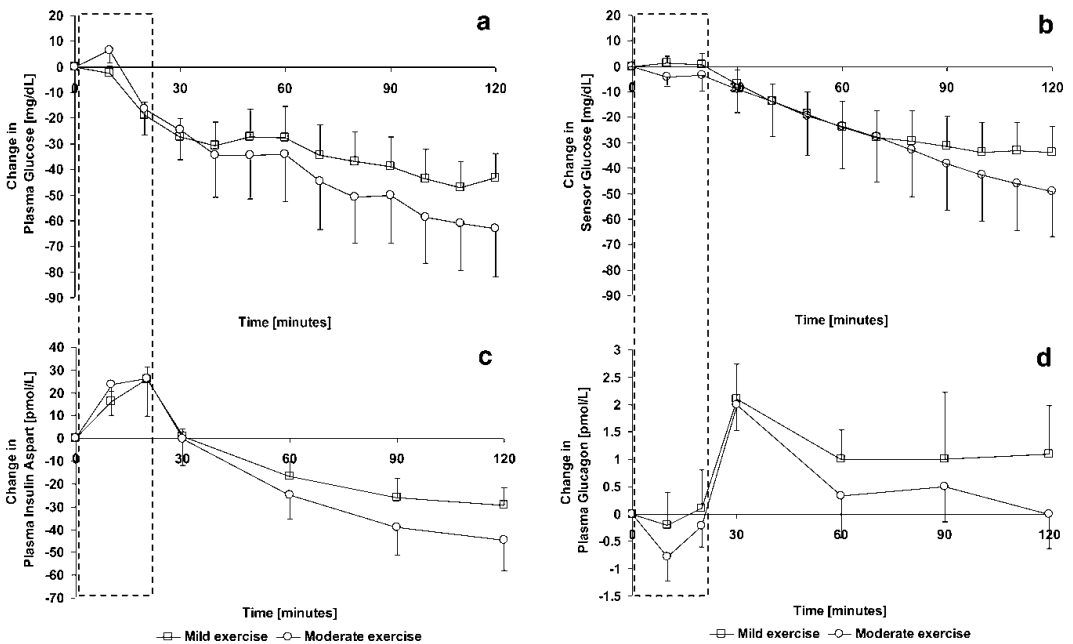 a
Change in
Plasma Glucose [mg/dL]
20
10
0
-10
-20
-30
-40
-50
-60
-70
-80
-90
0 30 60 90 120
Time [minutes]
b
Change in
Sensor Glucose [mg/dL]
20
10
0
-10
-20
-30
-40
-50
-60
-70
-80
-90
0 30 60 90 120
Time [minutes]
c
Change in
Plasma Insulin Aspart [pmol/L]
40
30
20
10
0
-10
-20
-30
-40
-50
-60
-70
0 30 60 90 120
Time [minutes]
Mild exercise Moderate exercise
d
Change in
Plasma Glucagon [pmol/L]
3
2.5
2
1.5
1
0.5
0
-0.5
-1
-1.5
0 30 60 90 120
Time [minutes]
Mild exercise Moderate exercise